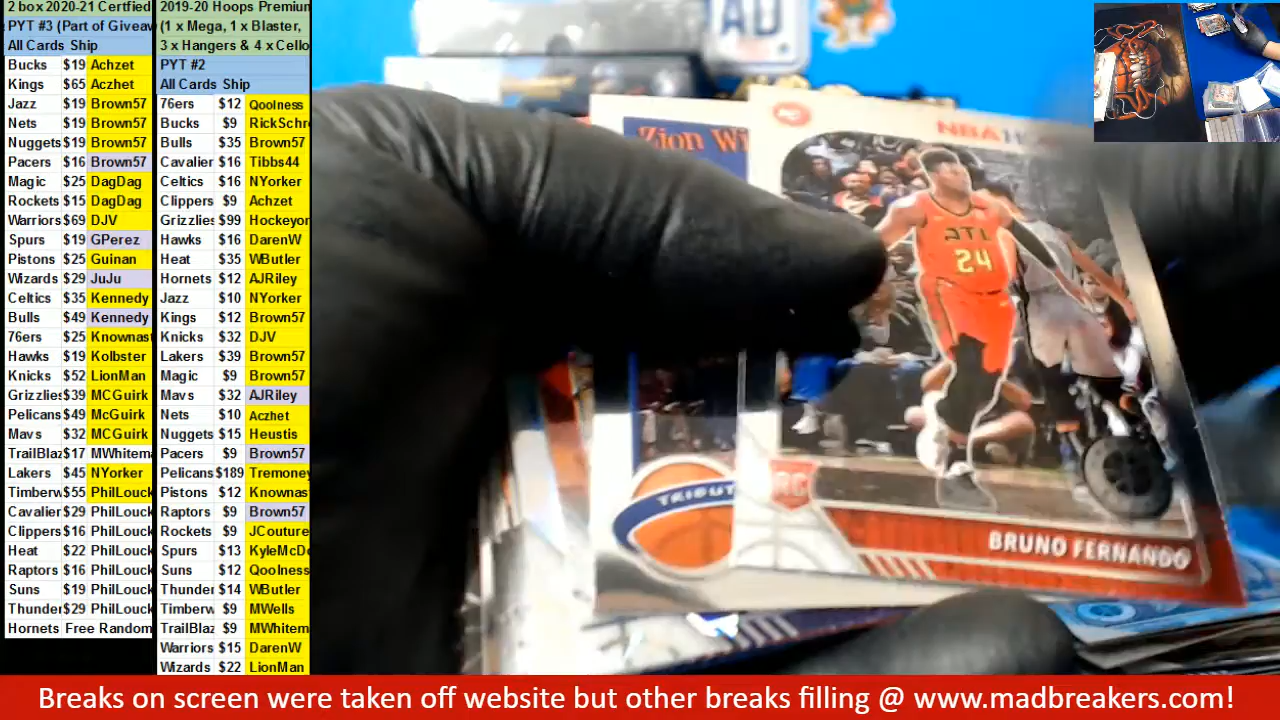 2 box 2020-21 Certfied
PYT #3 (Part of Giveav
All Cards Ship
Bucks $19 Achzet
Kings $65 Aczhet
Jazz $19 Brown57
Nets $19 Brown57
Nuggets $19 Brown57
Pacers $16 Brown57
Magic $25 DagDag
Rockets $15 DagDag
Warriors $69 DJV
Spurs $19 GPerez
Pistons $25 Guinan
Wizards $29 JuJu
Celtics $35 Kennedy
Bulls $49 Kennedy
76ers $25 Knownast
Hawks $19 Kolbster
Knicks $52 LionMan
Grizzlies $39 MCGuirk
Pelicans $49 McGuirk
Mavs $32 MCGuirk
TrailBlaz $17 MWhitem
Lakers $45 NYorker
Timberw $55 PhilLouck
Cavalier $29 PhilLouck
Clippers $16 PhilLouck
Heat $22 PhilLouck
Raptors $16 PhilLouck
Suns $19 PhilLouck
Thunder $29 PhilLouck
Hornets Free Random
2019-20 Hoops Premium
(1 x Mega, 1 x Blaster,
3 x Hangers & 4 x Cello
PYT #2
All Cards Ship
76ers $12 Qoolness
Bucks $9 RickSchr
Bulls $35 Brown57
Cavalier $16 Tibbs44
Celtics $16 NYorker
Clippers $9 Achzet
Grizzlies $99 Hockeyor
Hawks $16 DarenW
Heat $35 WButler
Hornets $12 AJRiley
Jazz $10 NYorker
Kings $12 Brown57
Knicks $32 DJV
Lakers $39 Brown57
Magic $9 Brown57
Mavs $32 AJRiley
Nets $10 Aczhet
Nuggets $15 Heustis
Pacers $9 Brown57
Pelicans $189 Tremoney
Pistons $12 Knownas
Raptors $9 Brown57
Rockets $9 JCouture
Spurs $13 KyleMcD
Suns $12 Qoolness
Thunder $14 WButler
Timberw $9 MWells
TrailBlaz $9 MWhitem
Warriors $15 DarenW
Wizards $22 LionMan
AD
Zion Wi
TRIBUT
NBA H
ATL
24
RC
BRUNO FERNANDO
Breaks on screen were taken off website but other breaks filling @ www.madbreakers.com!